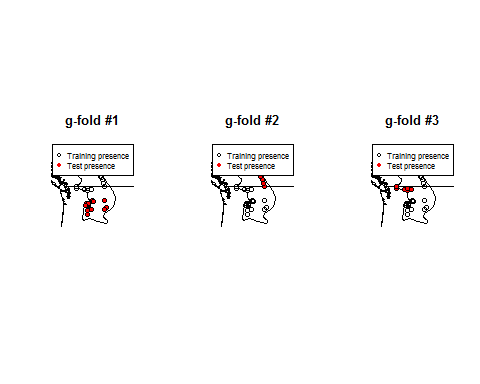 g-fold #1
Training presence
Test presence
g-fold #2
Training presence
Test presence
g-fold #3
Training presence
Test presence